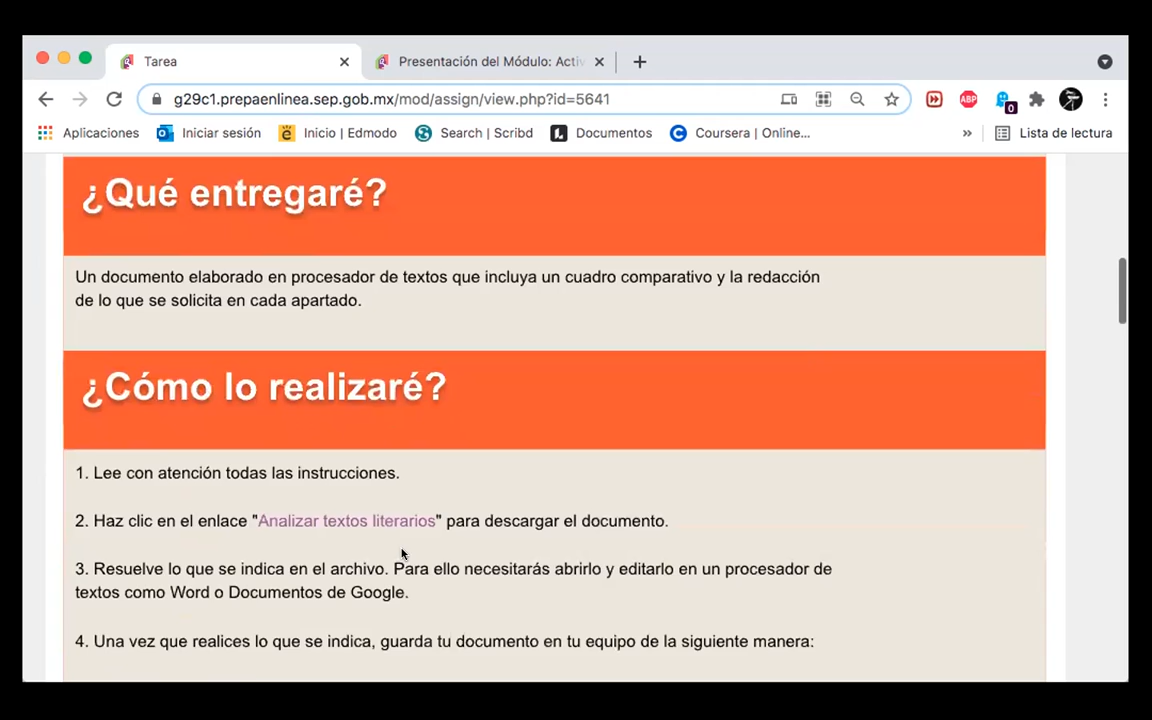 Tarea
Presentación del Módulo: Activ
g29c1.prepaenlinea.sep.gob.mx/mod/assign/view.php?id=5641
ABP
0
Aplicaciones
Iniciar sesión
Inicio | Edmodo
Search | Scribd
Documentos
Coursera | Online...
»
Lista de lectura
¿Qué entregaré?
Un documento elaborado en procesador de textos que incluya un cuadro comparativo y la redacción
de lo que se solicita en cada apartado.
¿Cómo lo realizaré?
1. Lee con atención todas las instrucciones.
2. Haz clic en el enlace "Analizar textos literarios" para descargar el documento.
3. Resuelve lo que se indica en el archivo. Para ello necesitarás abrirlo y editarlo en un procesador de
textos como Word o Documentos de Google.
4. Una vez que realices lo que se indica, guarda tu documento en tu equipo de la siguiente manera: